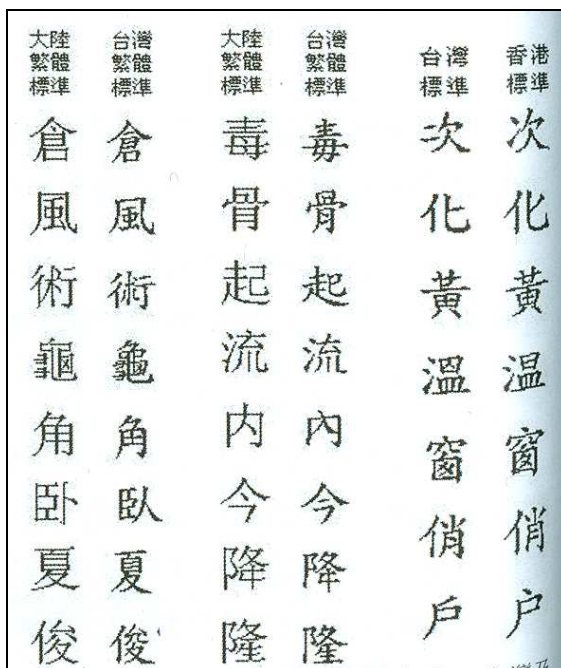 大陸 台灣 大陸 台灣
繁體 繁體 繁體 繁體 台灣 香港
標準 標準 標準 標準 標準 標準
倉 倉 毒 毒 次 次
風 風 骨 骨 化 化
術 術 起 起 黃 黃
龜 龜 流 流 溫 温
角 角 内 內 窗 窗
卧 臥 今 今 俏 俏
夏 夏 降 降 戶 户
俊 俊 隆 隆